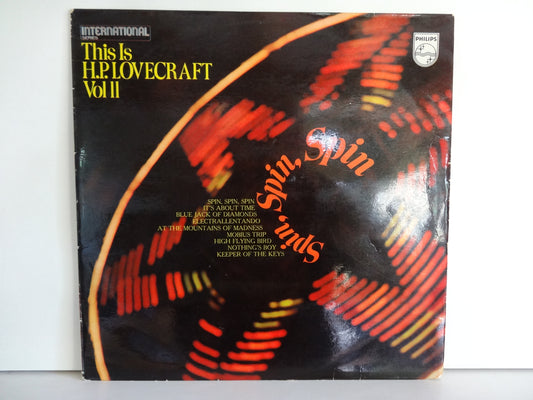 INTERNATIONAL
SERIES
This Is
H.P. LOVECRAFT
Vol II
PHILIPS
Spin, Spin, Spin
SPIN, SPIN, SPIN
IT'S ABOUT TIME
BLUE JACK OF DIAMONDS
ELECTRALLENTANDO
AT THE MOUNTAINS OF MADNESS
MOBIUS TRIP
HIGH FLYING BIRD
NOTHING'S BOY
KEEPER OF THE KEYS